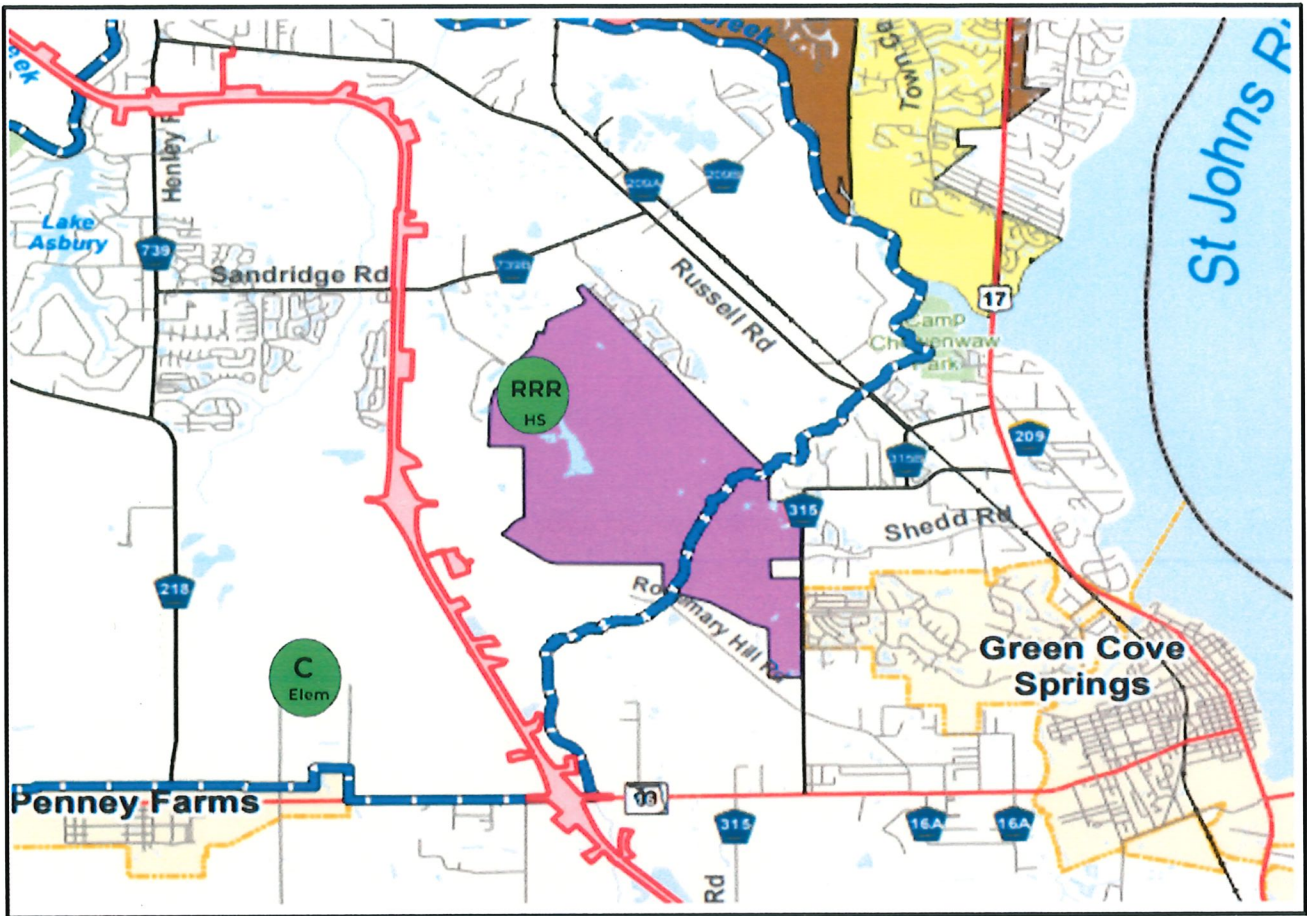 Creek
eek
Town Ce
St Johns Ri
Henley R
209A
209B
Lake
Asbury
739
739B
Sandridge Rd
Russell Rd
17
Camp
Chowenwaw
Park
RRR
HS
209
315B
315
Shedd Rd
218
Rosemary Hill Rd
C
Elem
Green Cove
Springs
Penney Farms
16
315
16A
16A
Rd